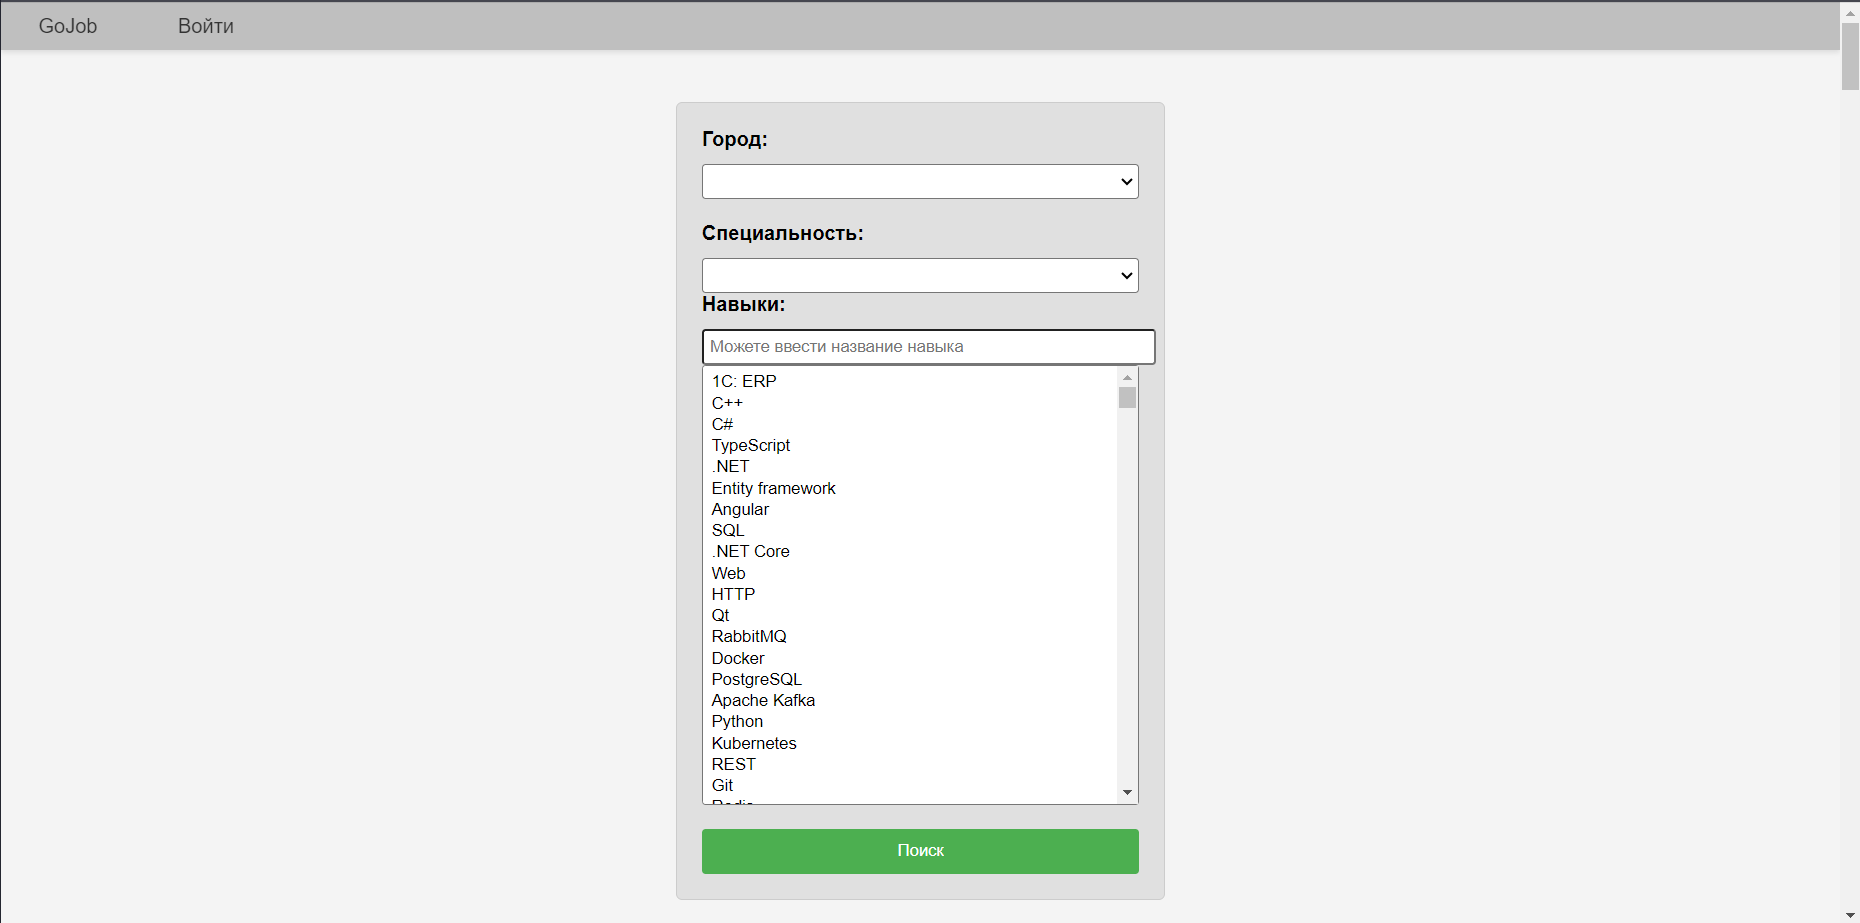 GoJob Войти
Город:
Специальность:
Навыки:
Можете ввести название навыка
1C: ERP
C++
C#
TypeScript
.NET
Entity framework
Angular
SQL
.NET Core
Web
HTTP
Qt
RabbitMQ
Docker
PostgreSQL
Apache Kafka
Python
Kubernetes
REST
Git
Поиск